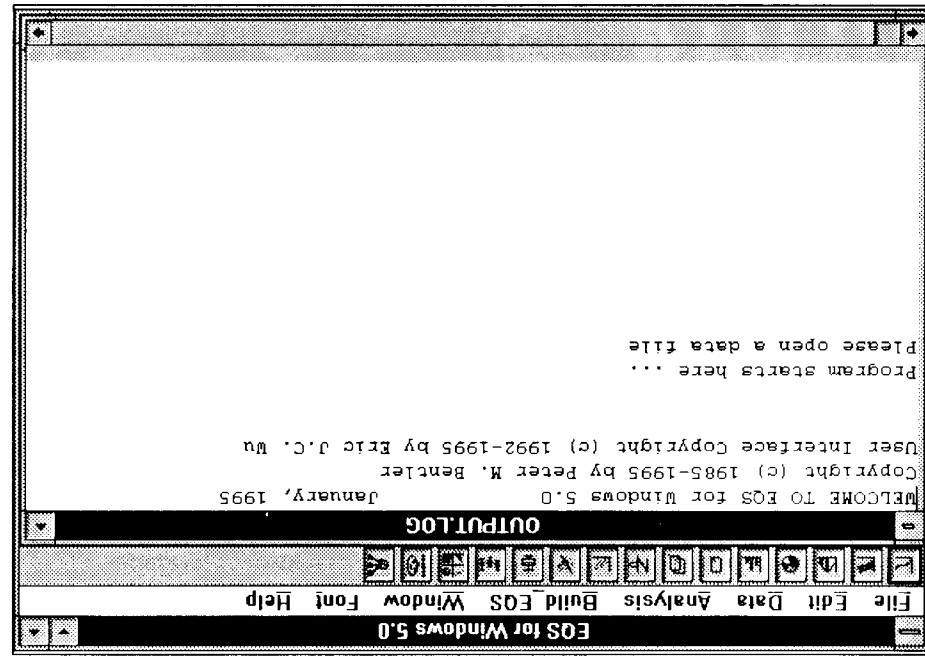 EQS for Windows 5.0
File Edit Data Analysis Build_EQS Window Font Help
OUTPUT.LOG
WELCOME TO EQS for Windows 5.0 January, 1995
Copyright (c) 1985-1995 by Peter M. Bentler
User Interface Copyright (c) 1992-1995 by Eric J.C. Wu
Program starts here ...
Please open a data file